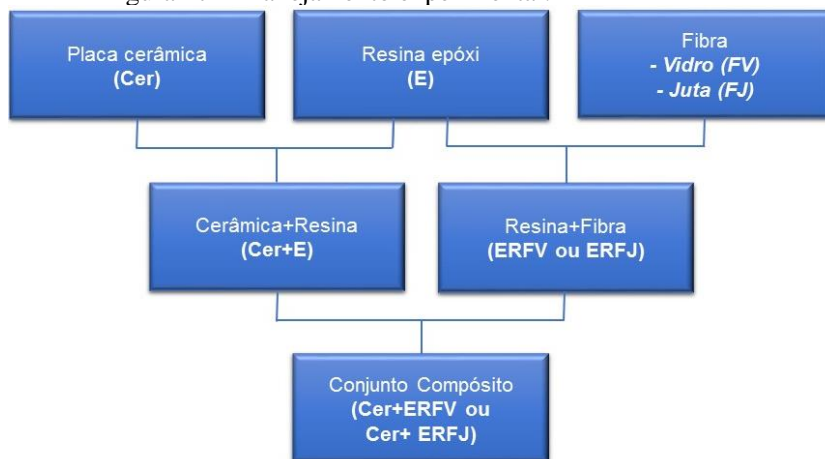 Placa cerâmica
(Cer)
Resina epóxi
(E)
Fibra
- Vidro (FV)
- Juta (FJ)
Cerâmica+Resina
(Cer+E)
Resina+Fibra
(ERFV ou ERFJ)
Conjunto Compósito
(Cer+ERFV ou
Cer+ ERFJ)